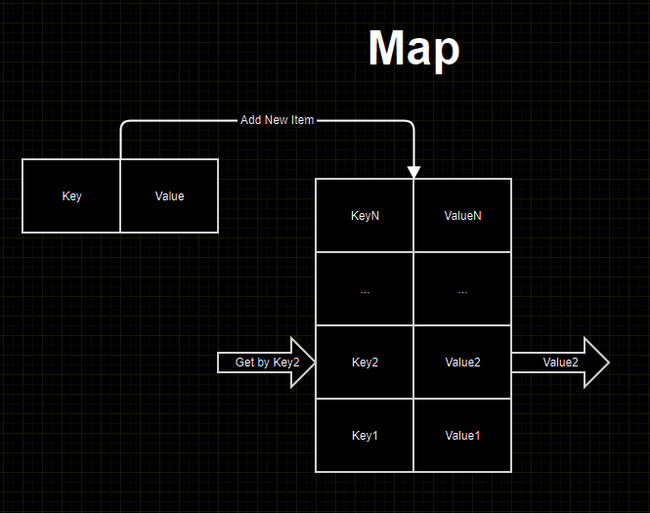 Map
Add New Item
Key Value
KeyN ValueN
... ...
Get by Key2 Key2 Value2 Value2
Key1 Value1